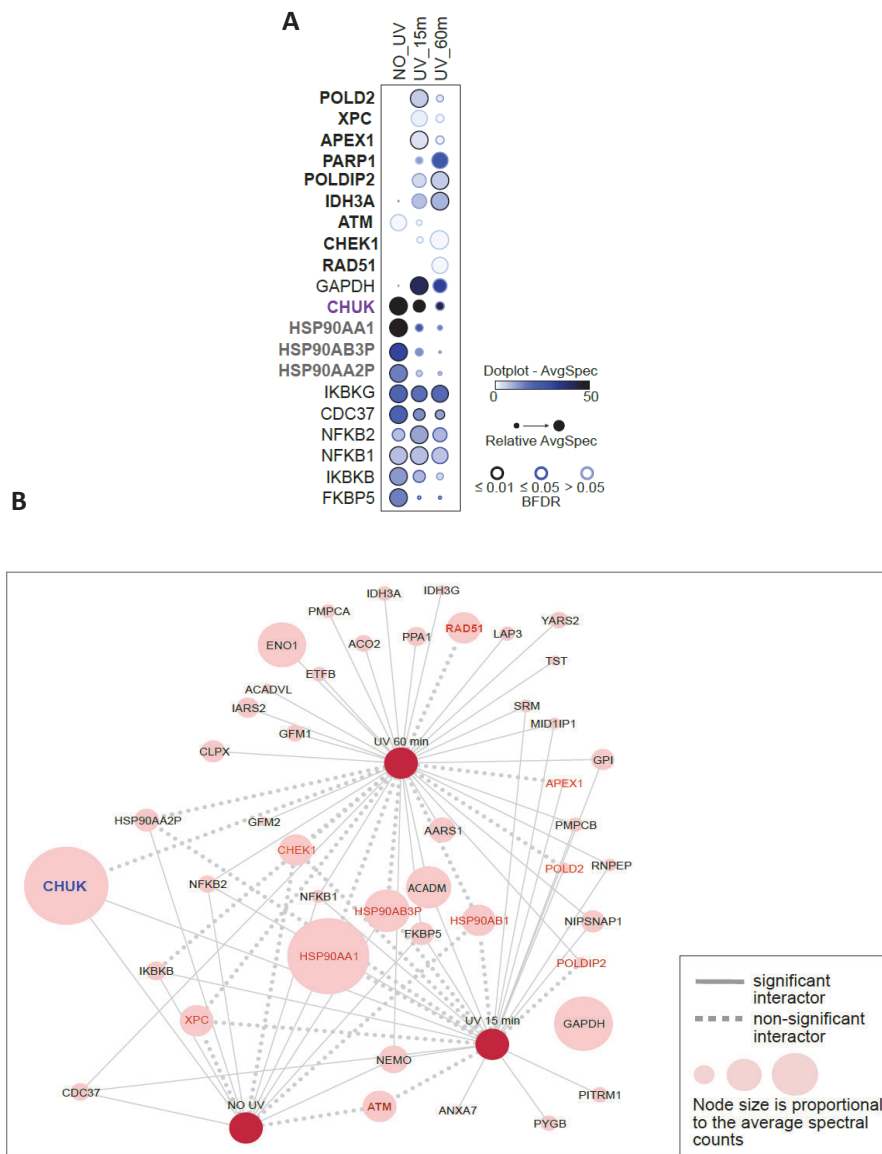 A
NO_UV
UV_15m
UV_60m
POLD2
XPC
APEX1
PARP1
POLDIP2
IDH3A
ATM
CHEK1
RAD51
GAPDH
CHUK
HSP90AA1
HSP90AB3P
HSP90AA2P
IKBKG
CDC37
NFKB2
NFKB1
IKBKB
FKBP5
Dotplot - AvgSpec
0 50
Relative AvgSpec
≤ 0.01 ≤ 0.05 > 0.05
BFDR
B
IDH3A
IDH3G
PMPCA
YARS2
RAD51
LAP3
PPA1
ENO1
ACO2
TST
ETFB
ACADVL
IARS2
SRM
MID1IP1
GFM1
UV 60 min
CLPX
GPI
APEX1
HSP90AA2P
GFM2
AARS1
PMPCB
CHEK1
RNPEP
POLD2
CHUK
NFKB2
ACADM
NFKB1
HSP90AB3P
HSP90AB1
NIPSNAP1
FKBP5
HSP90AA1
POLDIP2
IKBKB
XPC
UV 15 min
GAPDH
NEMO
CDC37
NO UV
ATM
ANXA7
PITRM1
PYGB
significant
interactor
non-significant
interactor
Node size is proportional
to the average spectral
counts